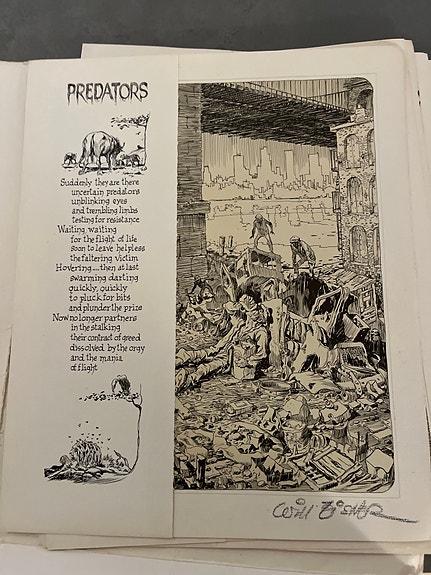 PREDATORS
Suddenly they are there
uncertain predators
unblinking eyes
and trembling limbs
testing for resistance
Waiting, waiting
for the flight of life
soon to leave helpless
the faltering victim
Hovering....then at last
swarming darting
quickly, quickly
to pluck for bits
and plunder the prize
Now no longer partners
in the stalking
their contract of greed
dissolved by the orgy
and the mania
of flight.
Will Eisner